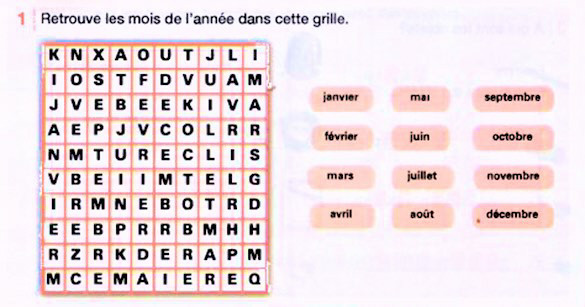 1 Retrouve les mois de l'année dans cette grille.
K N X A O U T J L I
I O S T F D V U A M
J V E B E E K I V A
A E P J V C O L R R
N M T U R E C L I S
V B E I I M T E L G
I R M N E B O T R D
E E B P R R B M H H
R Z R K D E R A P M
M C E M A I E R E Q
janvier mai septembre
février juin octobre
mars juillet novembre
avril août décembre